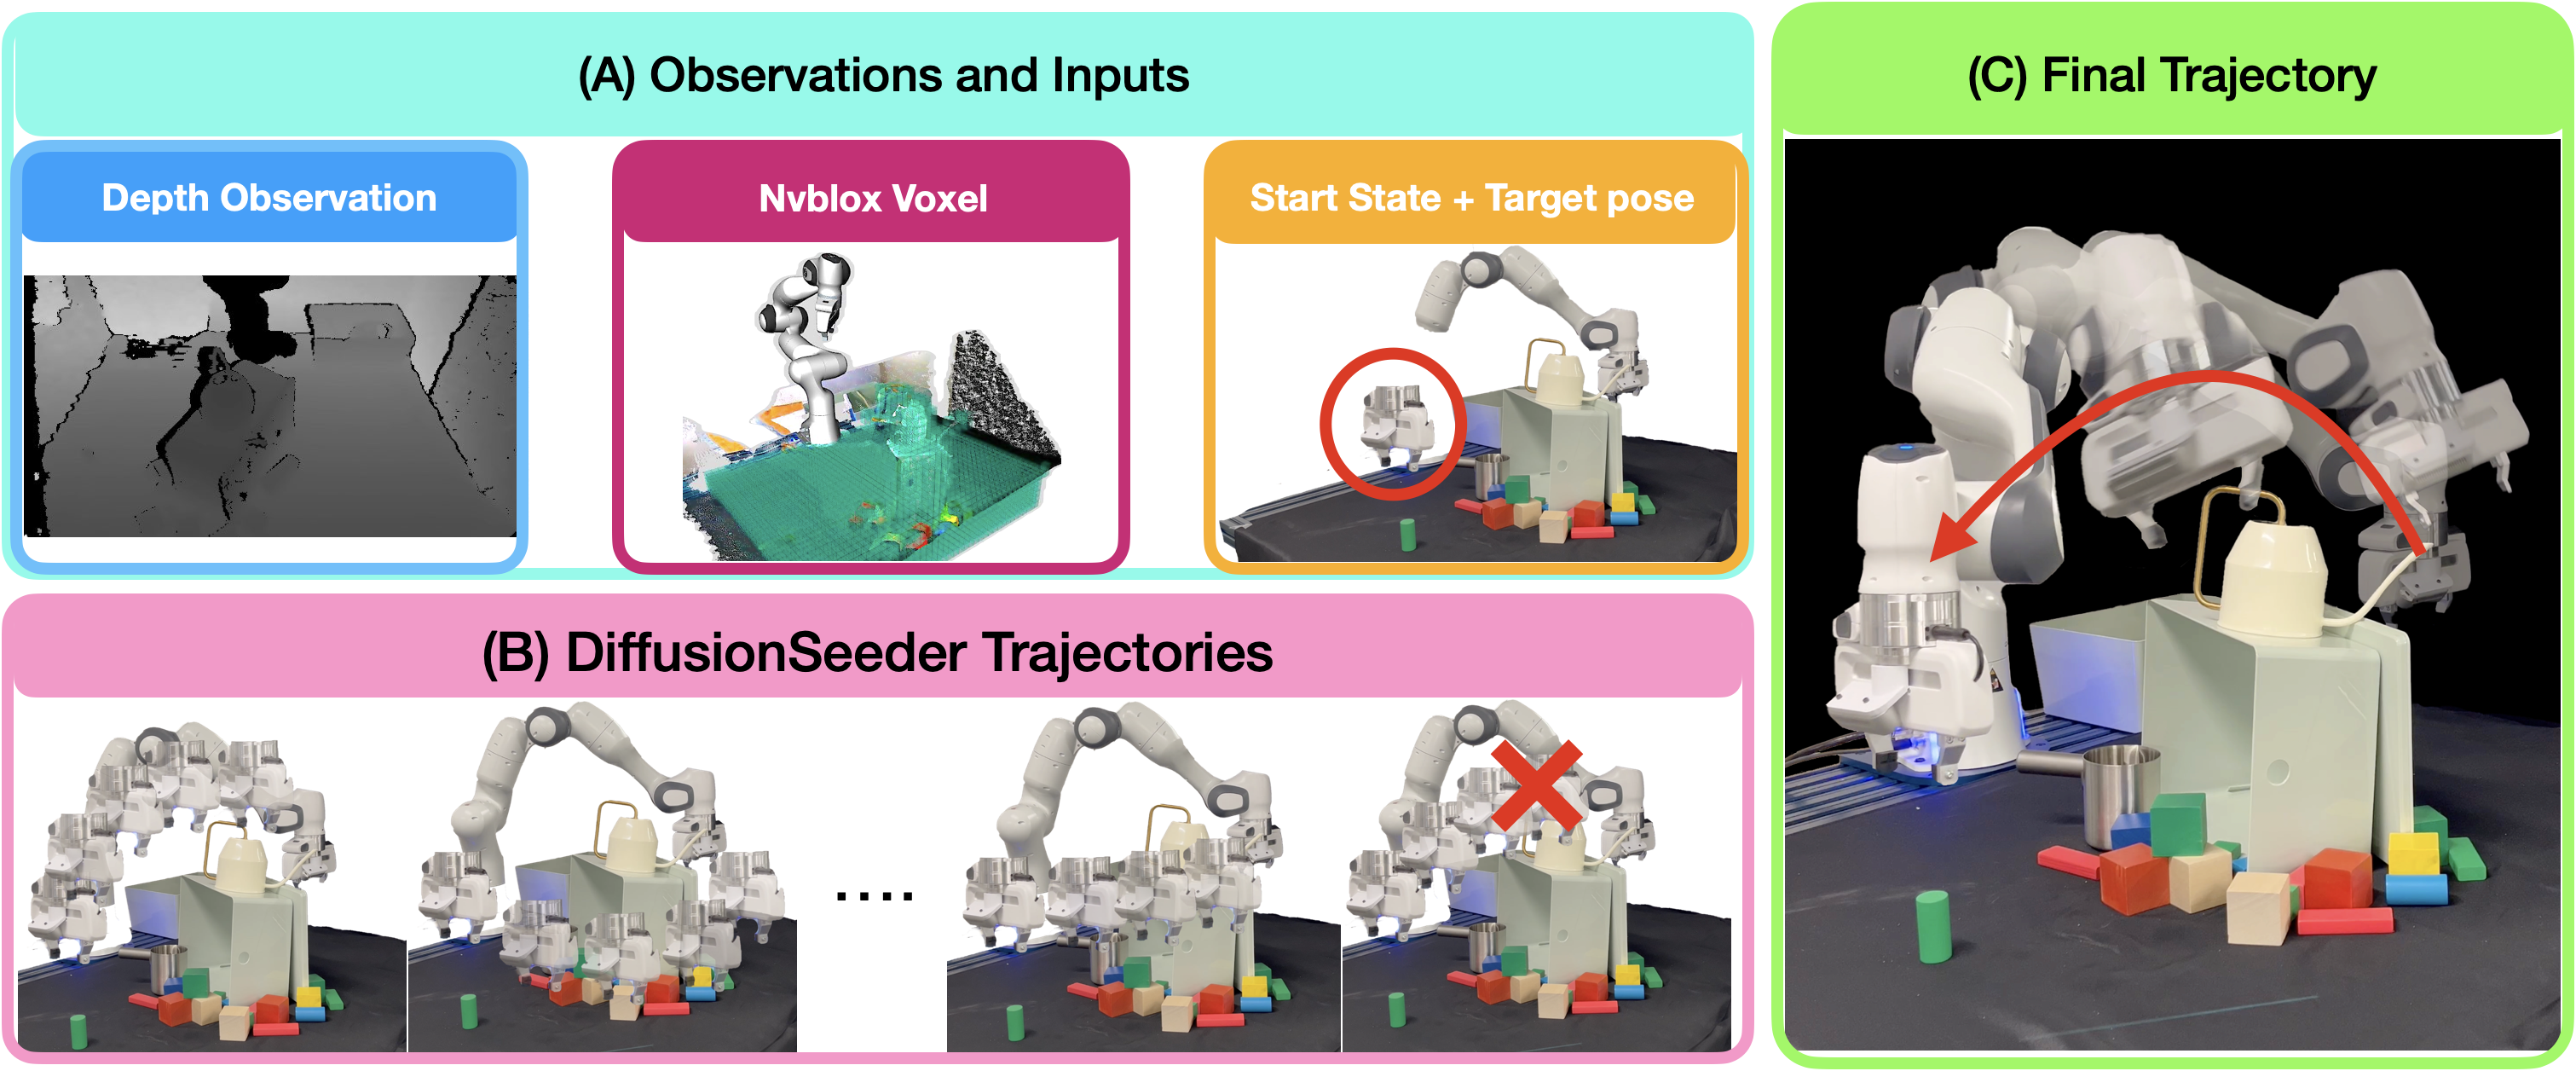 (A) Observations and Inputs
Depth Observation
Nvblox Voxel
Start State + Target pose
(B) DiffusionSeeder Trajectories
....
(C) Final Trajectory